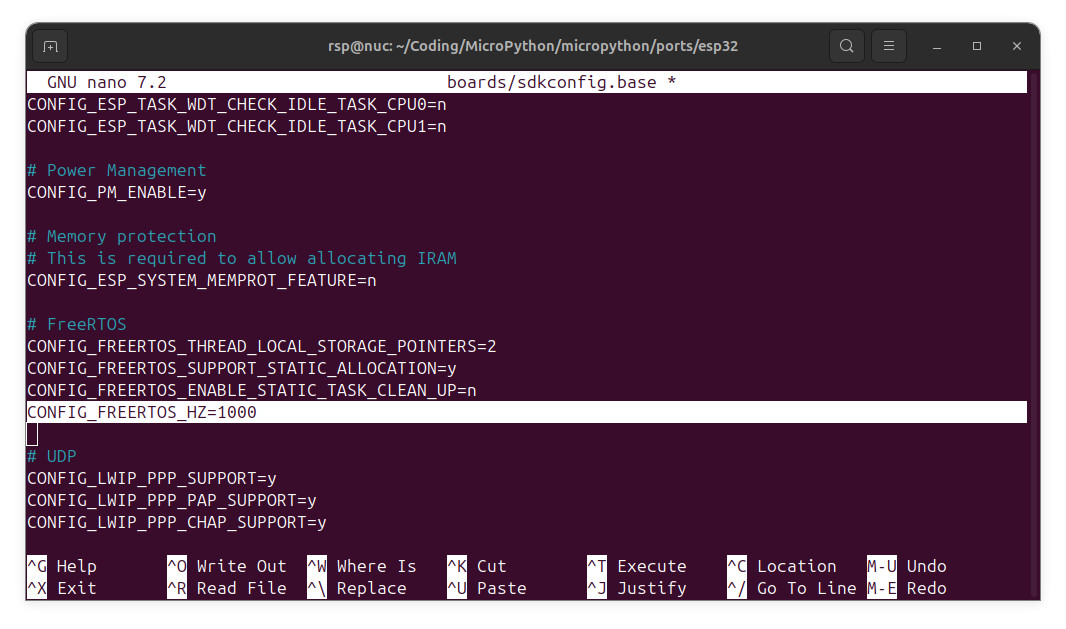 rsp@nuc: ~/Coding/MicroPython/micropython/ports/esp32
GNU nano 7.2 boards/sdkconfig.base *
CONFIG_ESP_TASK_WDT_CHECK_IDLE_TASK_CPU0=n
CONFIG_ESP_TASK_WDT_CHECK_IDLE_TASK_CPU1=n
# Power Management
CONFIG_PM_ENABLE=y
# Memory protection
# This is required to allow allocating IRAM
CONFIG_ESP_SYSTEM_MEMPROT_FEATURE=n
# FreeRTOS
CONFIG_FREERTOS_THREAD_LOCAL_STORAGE_POINTERS=2
CONFIG_FREERTOS_SUPPORT_STATIC_ALLOCATION=y
CONFIG_FREERTOS_ENABLE_STATIC_TASK_CLEAN_UP=n
CONFIG_FREERTOS_HZ=1000
# UDP
CONFIG_LWIP_PPP_SUPPORT=y
CONFIG_LWIP_PPP_PAP_SUPPORT=y
CONFIG_LWIP_PPP_CHAP_SUPPORT=y
^G Help ^O Write Out ^W Where Is ^K Cut ^T Execute ^C Location M-U Undo
^X Exit ^R Read File ^\ Replace ^U Paste ^J Justify ^/ Go To Line M-E Redo